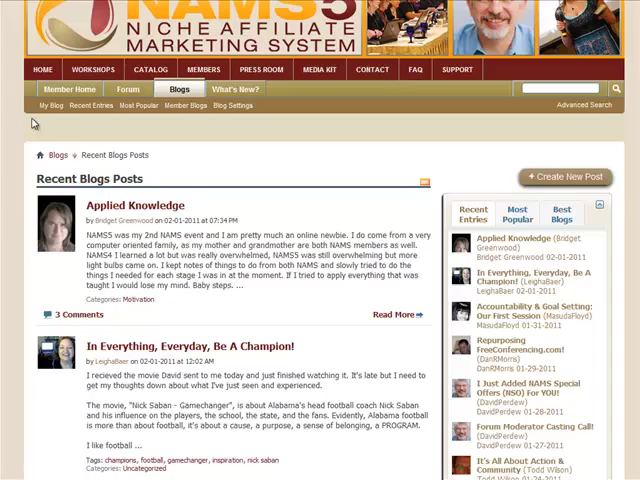 NAMS5
NICHE AFFILIATE
MARKETING SYSTEM
HOME WORKSHOPS CATALOG MEMBERS PRESS ROOM MEDIA KIT CONTACT FAQ SUPPORT
Member Home Forum Blogs What's New?
My Blog Recent Entries Most Popular Member Blogs Blog Settings Advanced Search
Blogs Recent Blogs Posts
Recent Blogs Posts
+ Create New Post
Applied Knowledge
by Bridget Greenwood on 02-01-2011 at 07:34 PM
NAMS5 was my 2nd NAMS event and I am pretty much an online newbie. I do come from a very
computer oriented family, as my mother and grandmother are both NAMS members as well.
NAMS4 I learned a lot but was really overwhelmed, NAMS5 was still overwhelming but more
light bulbs came on. I kept notes of things to do from both NAMS and slowly tried to do the
things I needed for each stage I was in at the moment. If I tried to apply everything that was
taught I would lose my mind. Baby steps. ...
Categories: Motivation
3 Comments Read More
In Everything, Everyday, Be A Champion!
by LeighaBaer on 02-01-2011 at 12:02 AM
I recieved the movie David sent to me today and just finished watching it. It's late but I need to
get my thoughts down about what I've just seen and experienced.
The movie, "Nick Saban - Gamechanger", is about Alabama's head football coach Nick Saban
and his influence on the players, the school, the state, and the fans. Evidently, Alabama football
is more than about football, it's about a cause, a purpose, a sense of belonging, a PROGRAM.
I like football ...
Tags: champions, football, gamechanger, inspiration, nick saban
Categories: Uncategorized
Recent Most Best
Entries Popular Blogs
Applied Knowledge (Bridget
Greenwood)
Bridget Greenwood 02-01-2011
In Everything, Everyday, Be A
Champion! (LeighaBaer)
LeighaBaer 02-01-2011
Accountability & Goal Setting:
Our First Session (MasudaFloyd)
MasudaFloyd 01-31-2011
Repurposing
FreeConferencing.com!
(DanRMorris)
DanRMorris 01-29-2011
I Just Added NAMS Special
Offers (NSO) FOR YOU!
(DavidPerdew)
DavidPerdew 01-28-2011
Forum Moderator Casting Call!
(DavidPerdew)
DavidPerdew 01-27-2011
It's All About Action &
Community (Todd Wilson)
Todd Wilson 01-24-2011